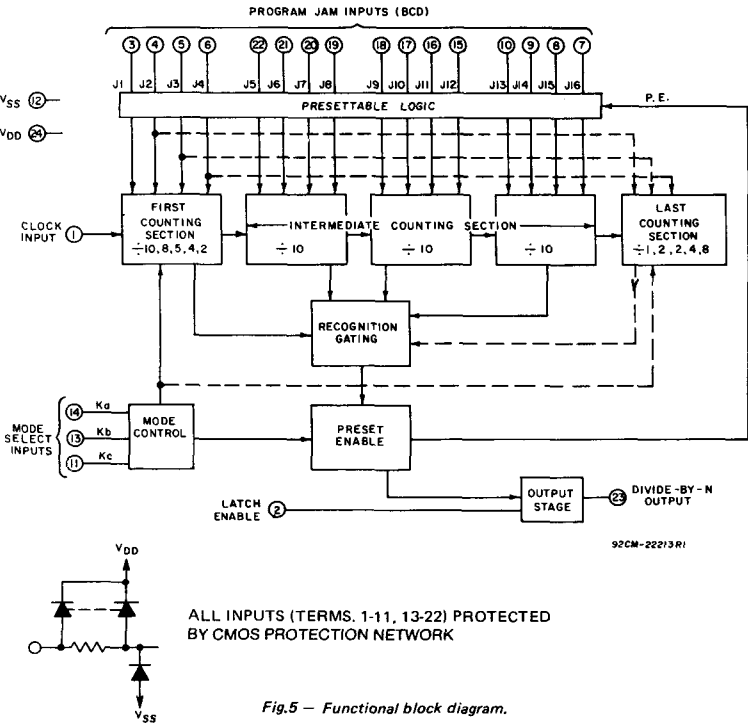 PROGRAM JAM INPUTS (BCD)
3 4 5 6 22 21 20 19 18 17 16 15 10 9 8 7
J1 J2 J3 J4 J5 J6 J7 J8 J9 J10 J11 J12 J13 J14 J15 J16
VSS 12
PRESETTABLE LOGIC
P.E.
VDD 24
CLOCK
INPUT 1
FIRST
COUNTING
SECTION
÷10,8,5,4,2
INTERMEDIATE COUNTING SECTION
÷ 10
÷ 10
÷ 10
LAST
COUNTING
SECTION
÷1,2,2,4,8
RECOGNITION
GATING
MODE
SELECT
INPUTS
14 Ka
13 Kb
11 Kc
MODE
CONTROL
PRESET
ENABLE
LATCH
ENABLE 2
OUTPUT
STAGE
23 DIVIDE-BY-N
OUTPUT
92CM-22213R1
VDD
VSS
ALL INPUTS (TERMS. 1-11, 13-22) PROTECTED
BY CMOS PROTECTION NETWORK
Fig.5 — Functional block diagram.